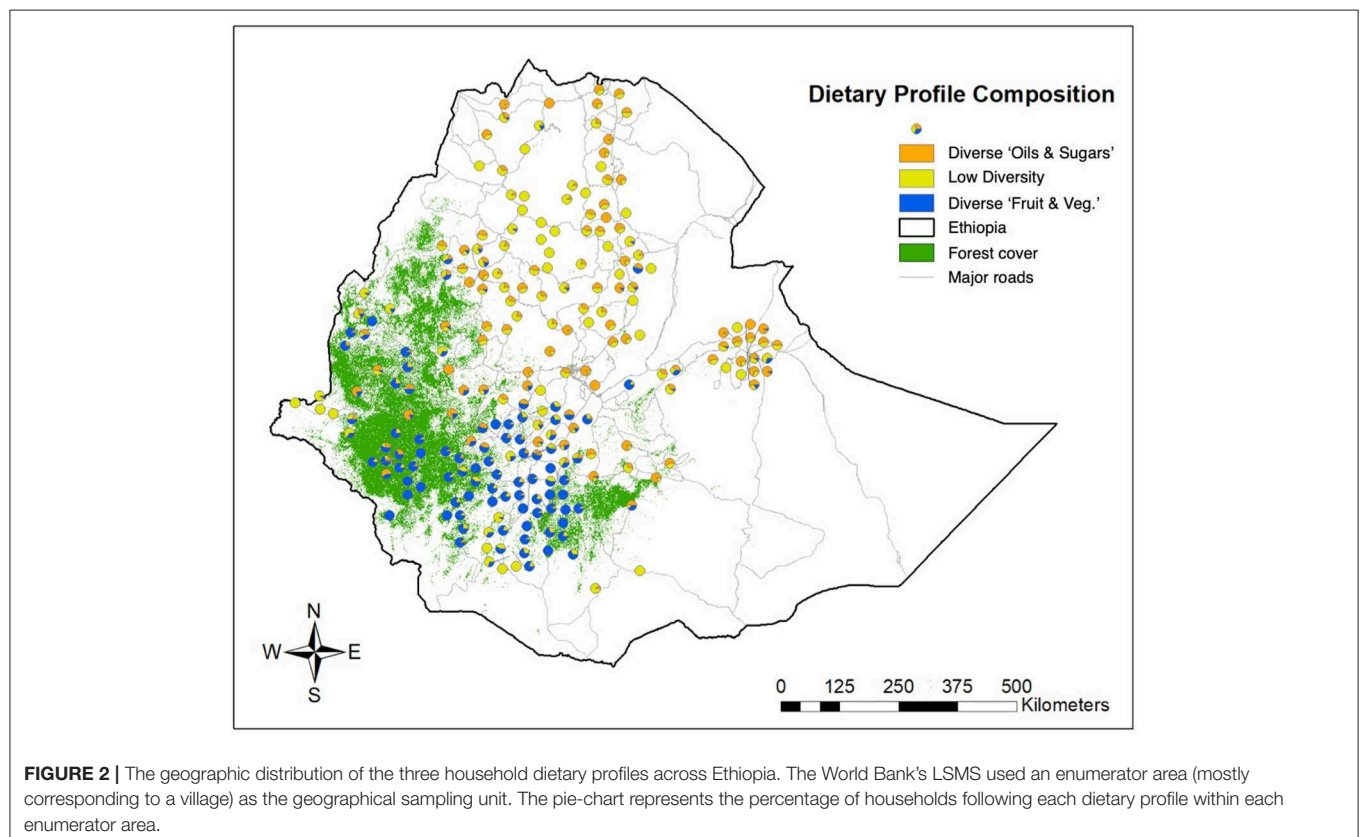 Dietary Profile Composition
Diverse 'Oils & Sugars'
Low Diversity
Diverse 'Fruit & Veg.'
Ethiopia
Forest cover
Major roads
N
W E
S
0 125 250 375 500
Kilometers
FIGURE 2 | The geographic distribution of the three household dietary profiles across Ethiopia. The World Bank's LSMS used an enumerator area (mostly
corresponding to a village) as the geographical sampling unit. The pie-chart represents the percentage of households following each dietary profile within each
enumerator area.